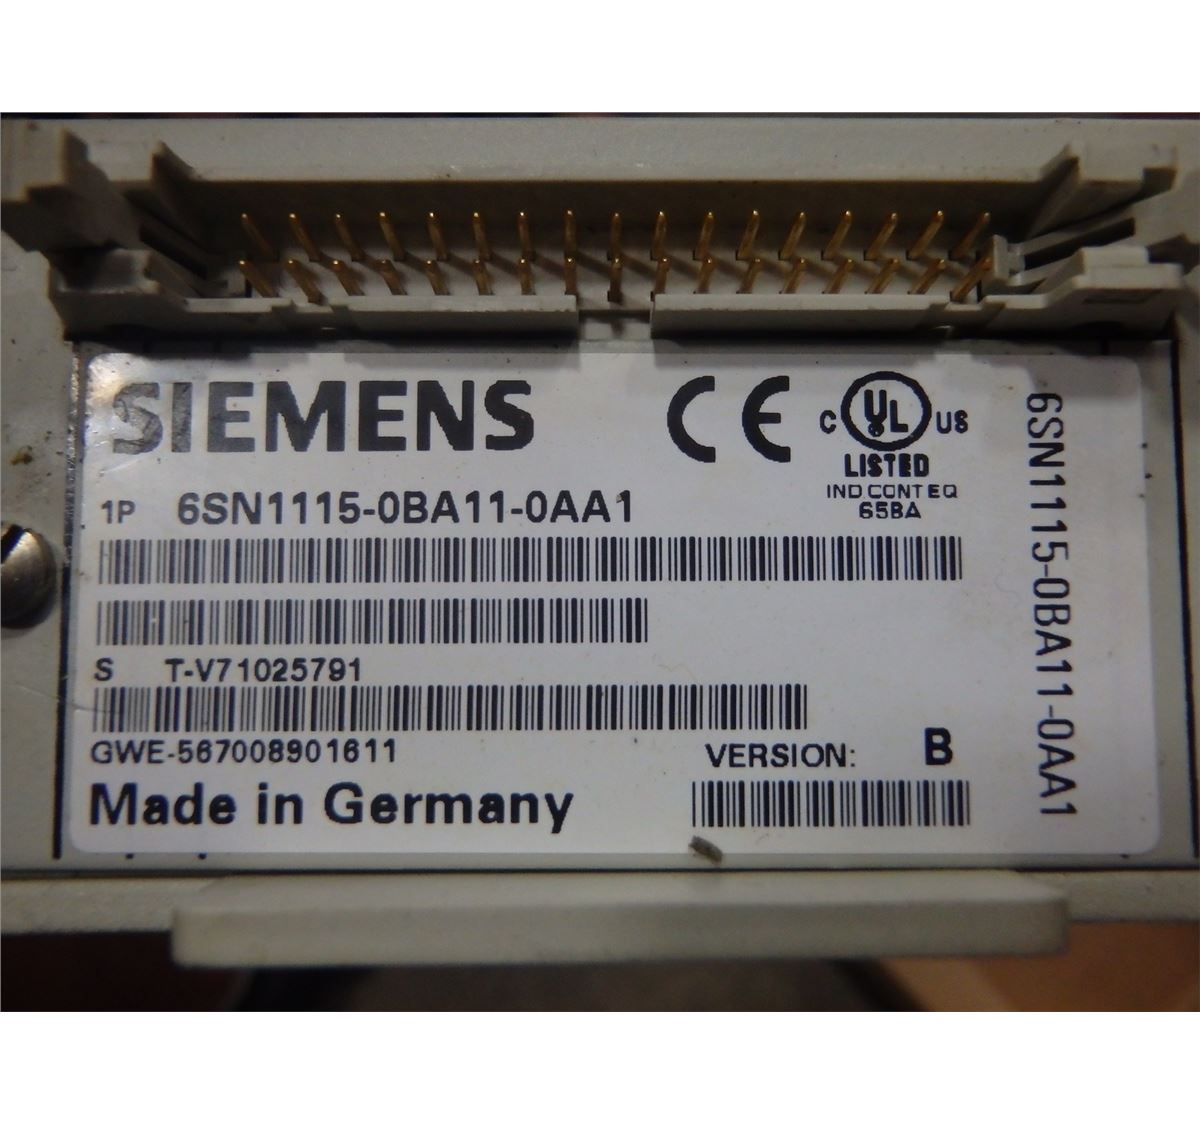 SIEMENS
CE
C UL US
LISTED
IND.CONT.EQ
65BA
1P 6SN1115-0BA11-0AA1
S T-V71025791
GWE-567008901611
VERSION: B
Made in Germany
6SN1115-0BA11-0AA1